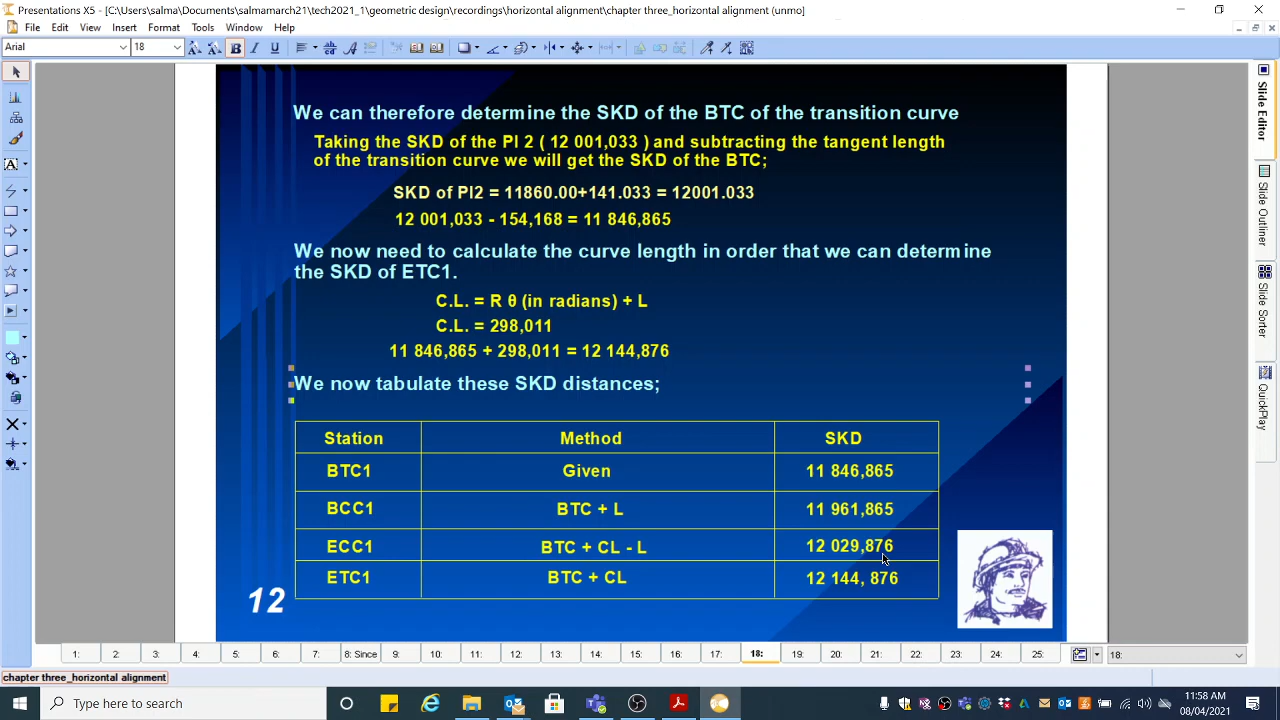 Presentations X5 - [C:\Users\salma\tech\tech2021_1\geometric design\recordings\horizontal alignment march21\chapter three_horizontal alignment (unmo)
File Edit View Insert Format Tools Slideshow Window Help
Arial 18
We can therefore determine the SKD of the BTC of the transition curve
Taking the SKD of the PI 2 ( 12 001,033 ) and subtracting the tangent length
of the transition curve we will get the SKD of the BTC;
SKD of PI2 = 11860.00+141.033 = 12001.033
12 001,033 - 154,168 = 11 846,865
We now need to calculate the curve length in order that we can determine
the SKD of ETC1.
C.L. = R θ (in radians) + L
C.L. = 298,011
11 846,865 + 298,011 = 12 144,876
We now tabulate these SKD distances;
Station Method SKD
BTC1 Given 11 846,865
BCC1 BTC + L 11 961,865
ECC1 BTC + CL - L 12 029,876
ETC1 BTC + CL 12 144, 876
12
Slide Editor
Slide Outliner
Slide Sorter
QuickPlay
1: 2: 3: 4: 5: 6: 7: 8: Since 10: 11: 12: 13: 14: 15: 16: 17: 18: 19: 20: 21: 22: 23: 24: 25: 18:
chapter three_horizontal alignment
Type here to search
11:58 AM
08/04/2021